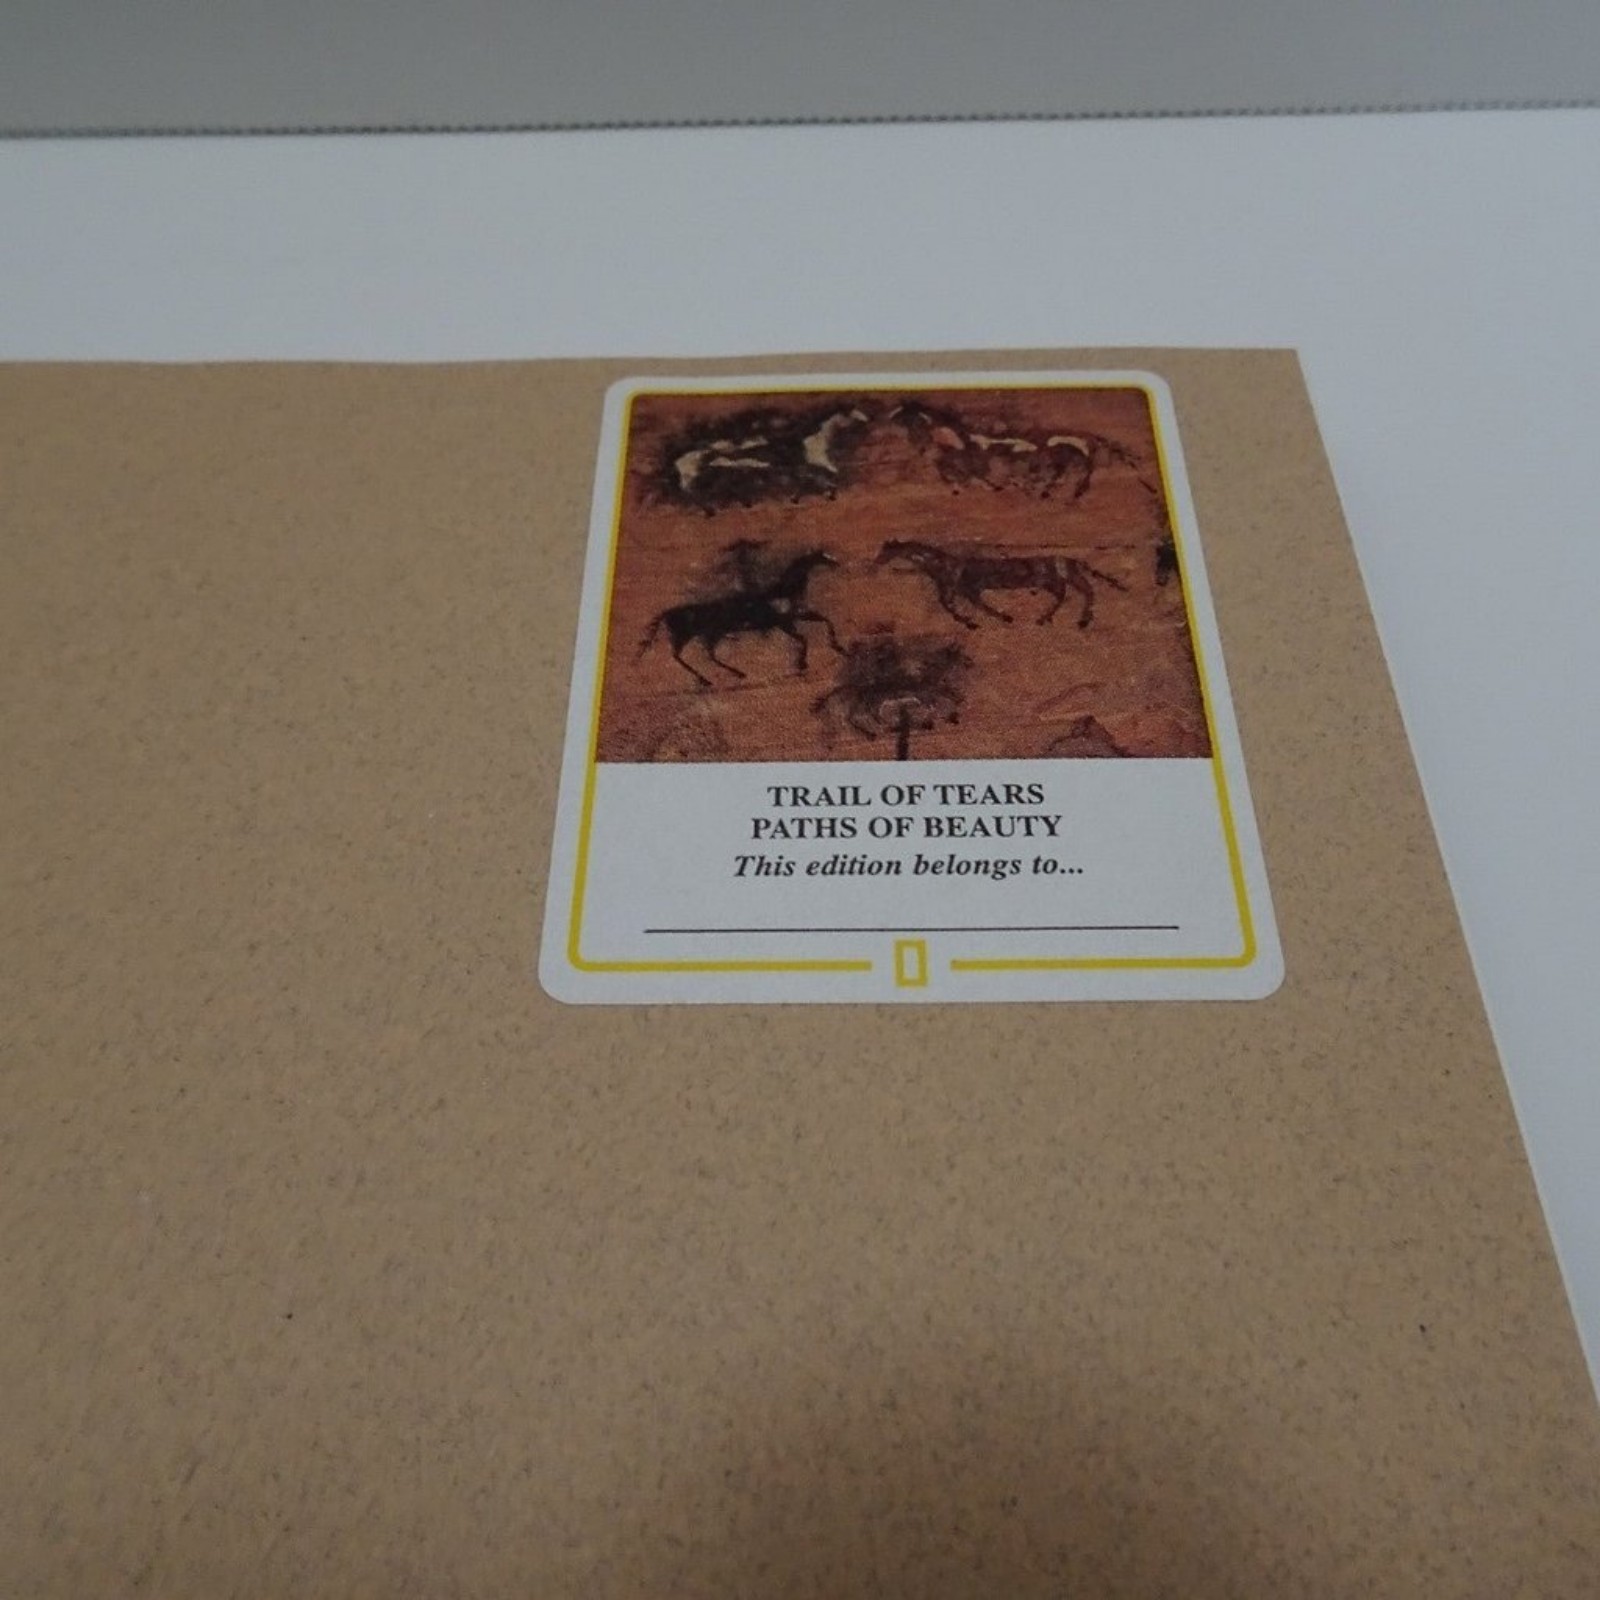 TRAIL OF TEARS
PATHS OF BEAUTY
This edition belongs to...